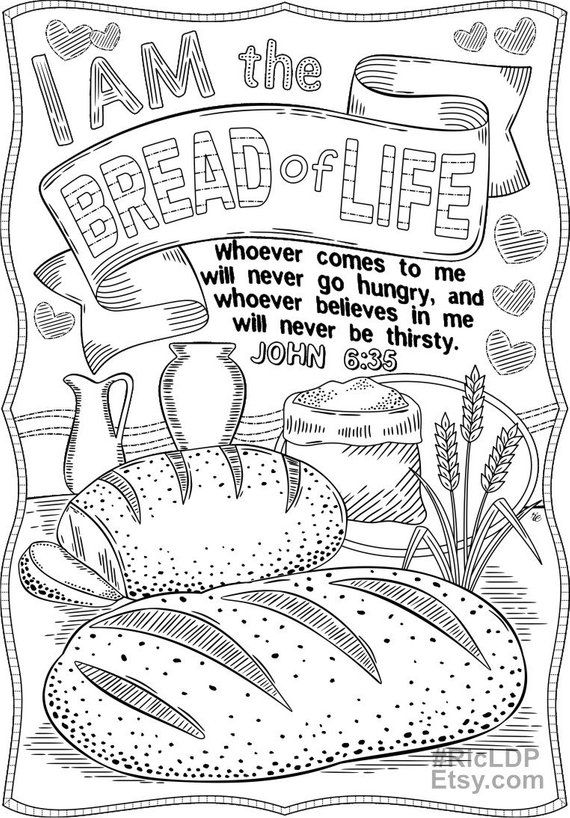 I AM the
BREAD of LIFE
Whoever comes to me
will never go hungry, and
whoever believes in me
will never be thirsty.
JOHN 6:35
#RicLDP
Etsy.com